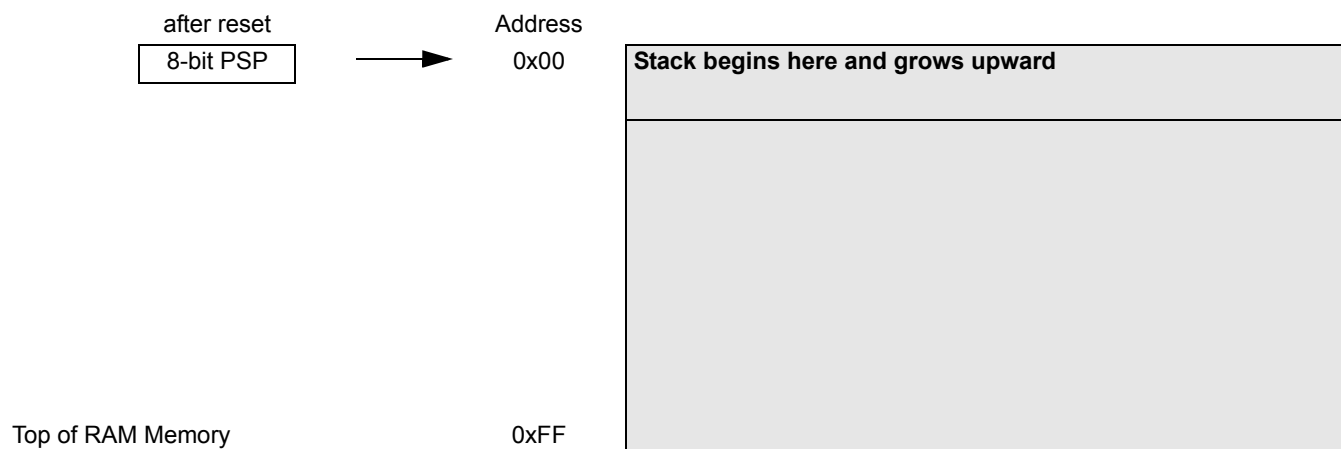 after reset Address
8-bit PSP 0x00 Stack begins here and grows upward
Top of RAM Memory 0xFF